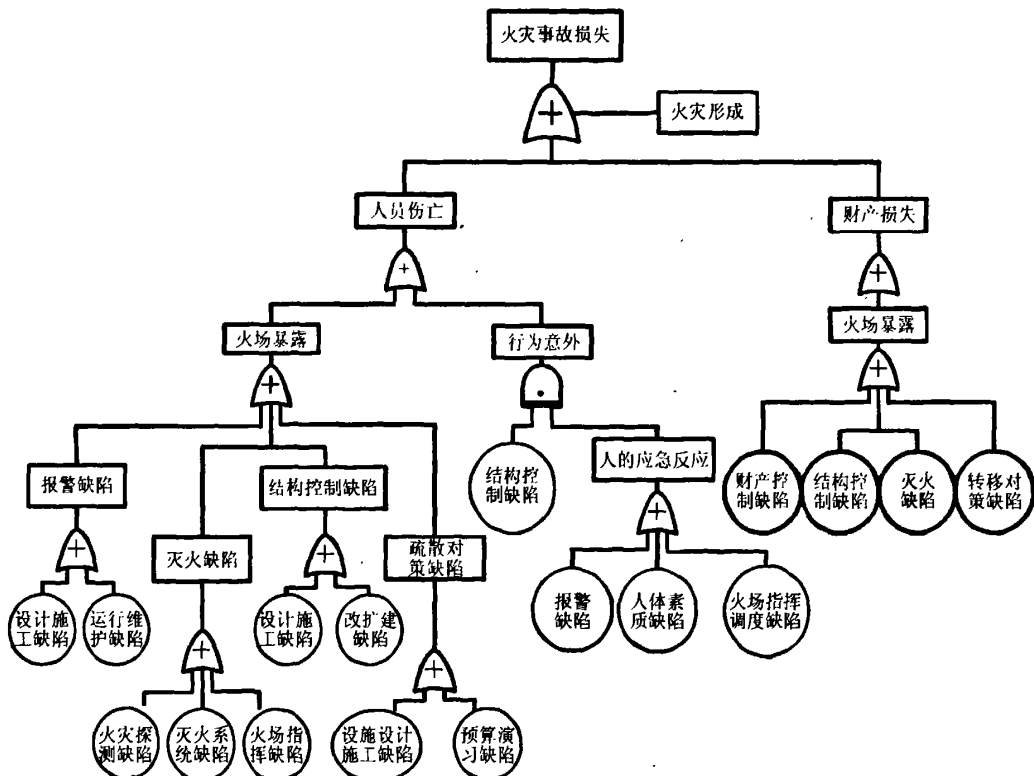 火灾事故损失
+
火灾形成
人员伤亡
财产损失
+
+
火场暴露
行为意外
火场暴露
+
+
报警缺陷
结构控制缺陷
结构控
制缺陷
人的应急反应
财产控
制缺陷
结构控
制缺陷
灭火
缺陷
转移对
策缺陷
+
灭火缺陷
+
疏散对
策缺陷
+
设计施
工缺陷
运行维
护缺陷
设计施
工缺陷
改扩建
缺陷
报警
缺陷
人体素
质缺陷
火场指挥
调度缺陷
+
+
火灾探
测缺陷
灭火系
统缺陷
火场指
挥缺陷
设施设计
施工缺陷
预算演
习缺陷